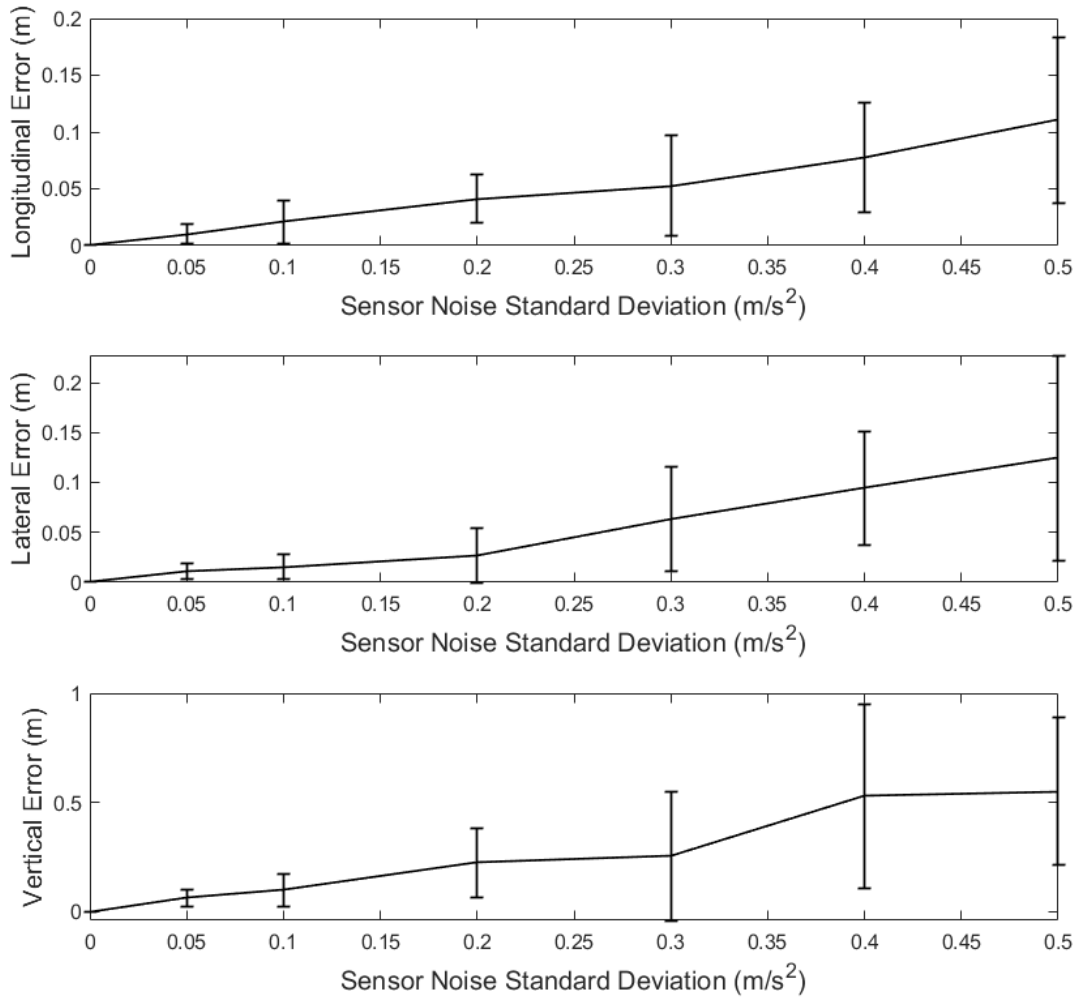 0.2
0.15
0.1
0.05
0
Longitudinal Error (m)
0 0.05 0.1 0.15 0.2 0.25 0.3 0.35 0.4 0.45 0.5
Sensor Noise Standard Deviation (m/s²)
0.2
0.15
0.1
0.05
0
Lateral Error (m)
0 0.05 0.1 0.15 0.2 0.25 0.3 0.35 0.4 0.45 0.5
Sensor Noise Standard Deviation (m/s²)
1
0.5
0
Vertical Error (m)
0 0.05 0.1 0.15 0.2 0.25 0.3 0.35 0.4 0.45 0.5
Sensor Noise Standard Deviation (m/s²)